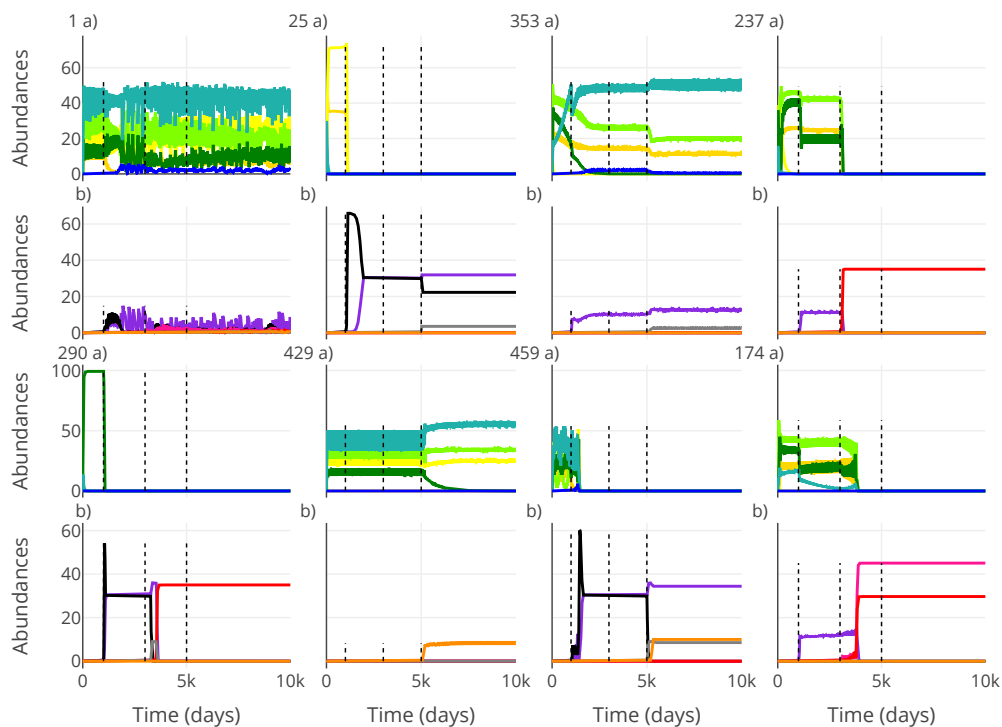 1 a) 25 a) 353 a) 237 a)
Abundances
60
40
20
0
b) b) b) b)
Abundances
60
40
20
0
290 a) 429 a) 459 a) 174 a)
Abundances
100
50
0
b) b) b) b)
Abundances
60
40
20
0
0 5k 10k 0 5k 10k 0 5k 10k 0 5k 10k
Time (days) Time (days) Time (days) Time (days)